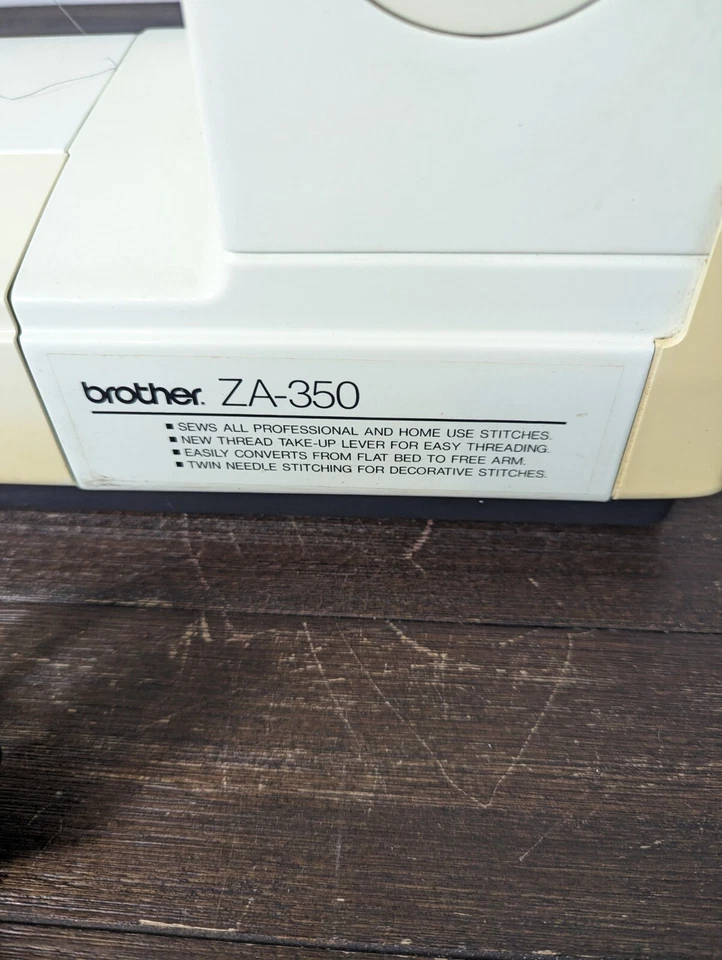 brother. ZA-350
■ SEWS ALL PROFESSIONAL AND HOME USE STITCHES.
■ NEW THREAD TAKE-UP LEVER FOR EASY THREADING.
■ EASILY CONVERTS FROM FLAT BED TO FREE ARM.
■ TWIN NEEDLE STITCHING FOR DECORATIVE STITCHES.